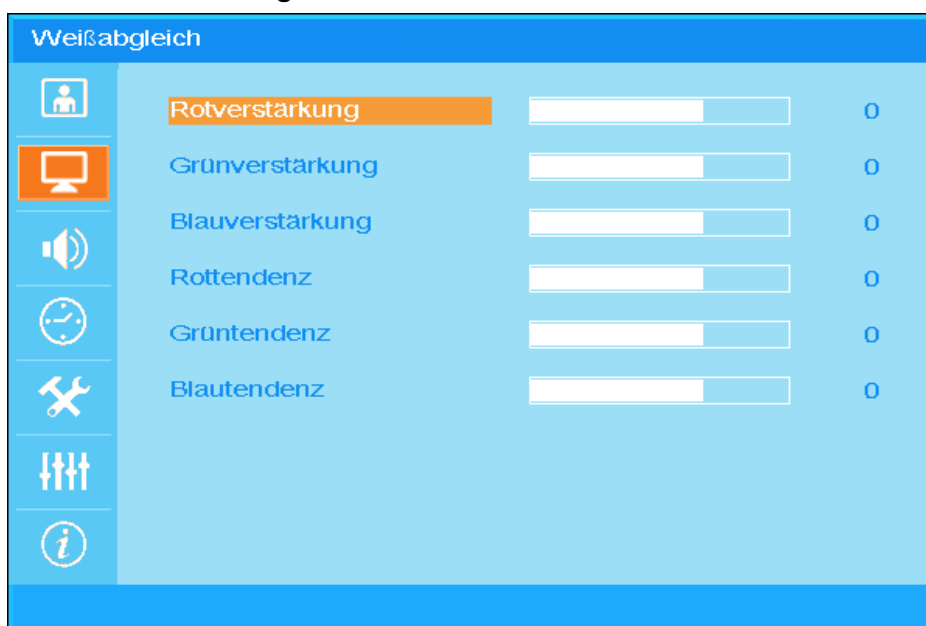 Weißabgleich
Rotverstärkung 0
Grünverstärkung 0
Blauverstärkung 0
Rottendenz 0
Grüntendenz 0
Blautendenz 0